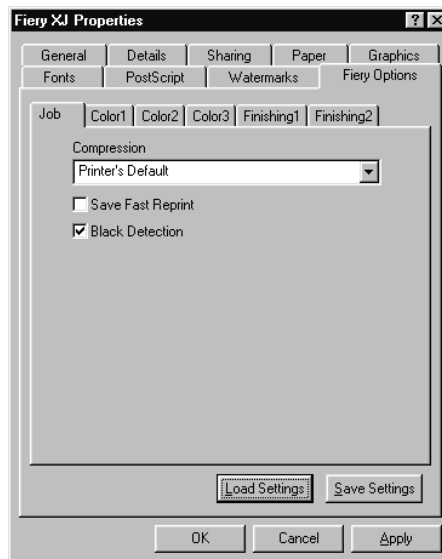 Fiery XJ Properties ? ×
General Details Sharing Paper Graphics
Fonts PostScript Watermarks Fiery Options
Job Color1 Color2 Color3 Finishing1 Finishing2
Compression
Printer's Default
Save Fast Reprint
Black Detection
Load Settings Save Settings
OK Cancel Apply